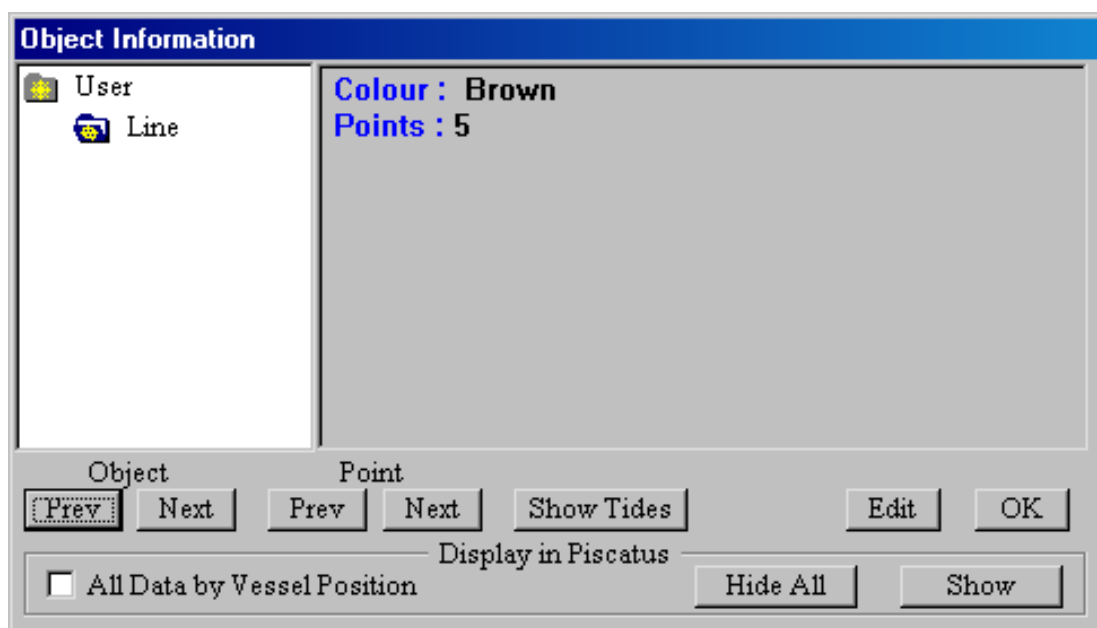 Object Information
User
Line
Colour : Brown
Points : 5
Object Point
Prev Next Prev Next Show Tides Edit OK
Display in Piscatus
All Data by Vessel Position Hide All Show